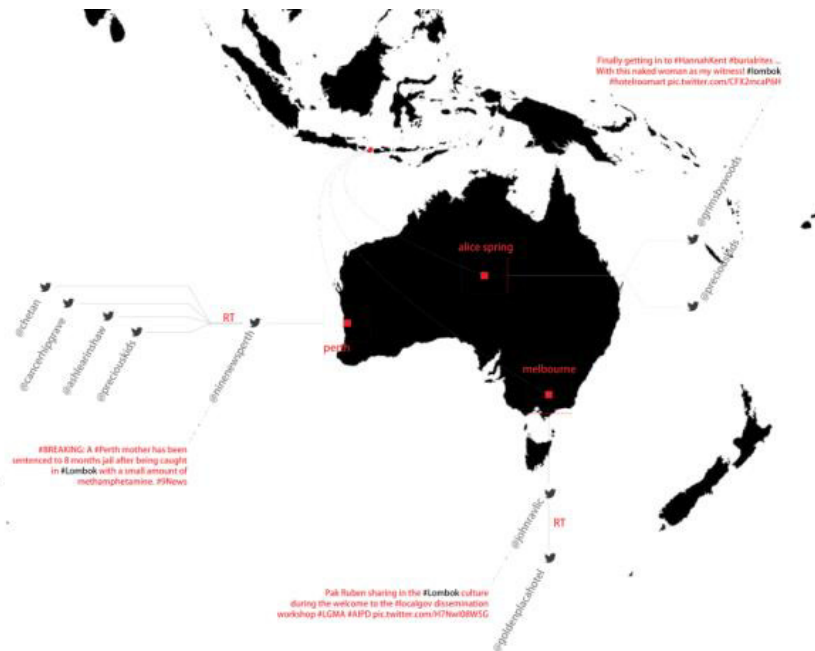 Finally getting in to #HannahKent #burialrites ...
With this naked woman as my witness! #lombok
#hotelroomart pic.twitter.com/CFX2mcaP6H
@grimsbywoods
alice spring
@preciouskids
@chetan
@cancerhipgrave
@ashlearinshaw
@preciouskids
RT
@ninenewsperth
perth
melbourne
#BREAKING: A #Perth mother has been
sentenced to 8 months jail after being caught
in #Lombok with a small amount of
methamphetamine. #9News
@johnravlic
RT
@goldenplacahotel
Pak Ruben sharing in the #Lombok culture
during the welcome to the #localgov dissemination
workshop #LGMA #AIPD pic.twitter.com/H7Nwl08WSG